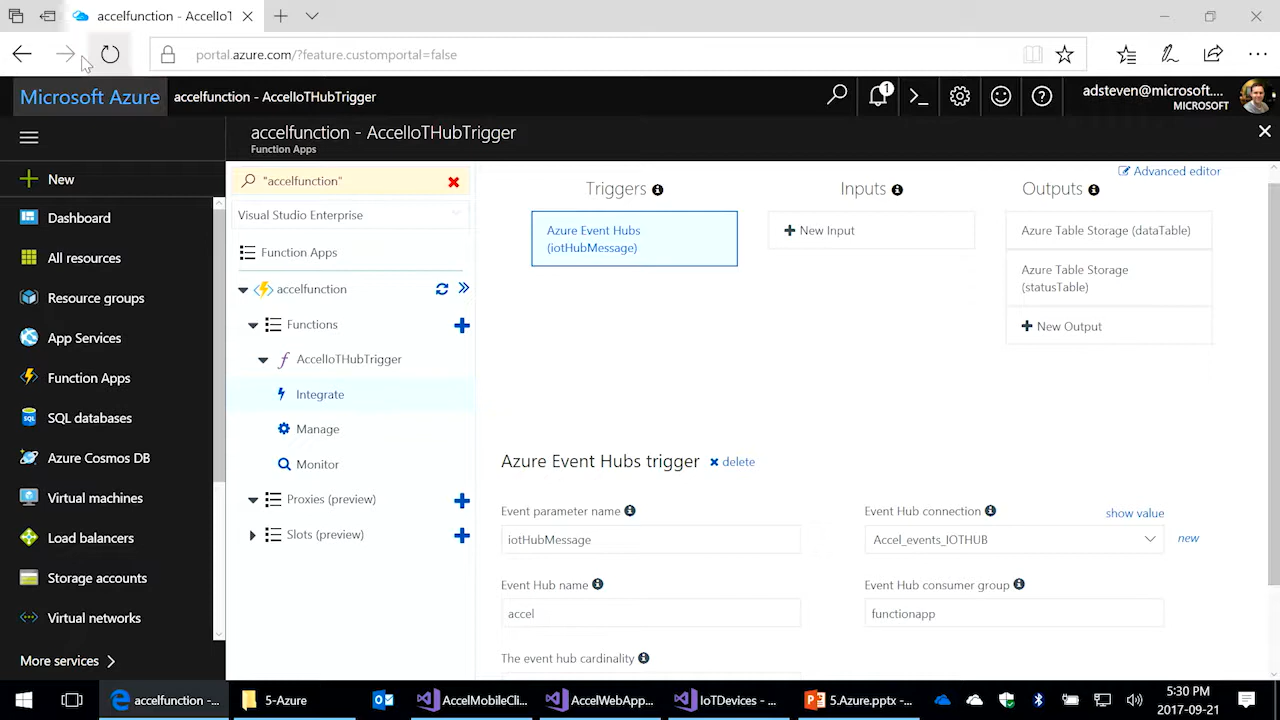 accelfunction - AccelIoT
portal.azure.com/?feature.customportal=false
Microsoft Azure
accelfunction - AccelIoTHubTrigger
1
adsteven@microsoft....
MICROSOFT
accelfunction - AccelIoTHubTrigger
Function Apps
New
Dashboard
All resources
Resource groups
App Services
Function Apps
SQL databases
Azure Cosmos DB
Virtual machines
Load balancers
Storage accounts
Virtual networks
More services
"accelfunction"
Visual Studio Enterprise
Function Apps
accelfunction
Functions
AccelIoTHubTrigger
Integrate
Manage
Monitor
Proxies (preview)
Slots (preview)
Advanced editor
Triggers
Inputs
Outputs
Azure Event Hubs
(iotHubMessage)
New Input
Azure Table Storage (dataTable)
Azure Table Storage
(statusTable)
New Output
Azure Event Hubs trigger
delete
Event parameter name
iotHubMessage
Event Hub connection
show value
Accel_events_IOTHUB
new
Event Hub name
accel
Event Hub consumer group
functionapp
The event hub cardinality
accelfunction -...
5-Azure
AccelMobileCli...
AccelWebApp...
IoTDevices - ...
5.Azure.pptx -...
5:30 PM
2017-09-21